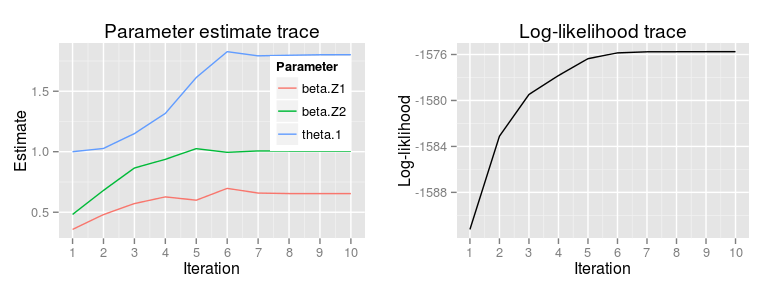 Parameter estimate trace
Estimate
1.5
1.0
0.5
Parameter
beta.Z1
beta.Z2
theta.1
1 2 3 4 5 6 7 8 9 10
Iteration
Log-likelihood trace
Log-liklihood
-1576
-1580
-1584
-1588
1 2 3 4 5 6 7 8 9 10
Iteration